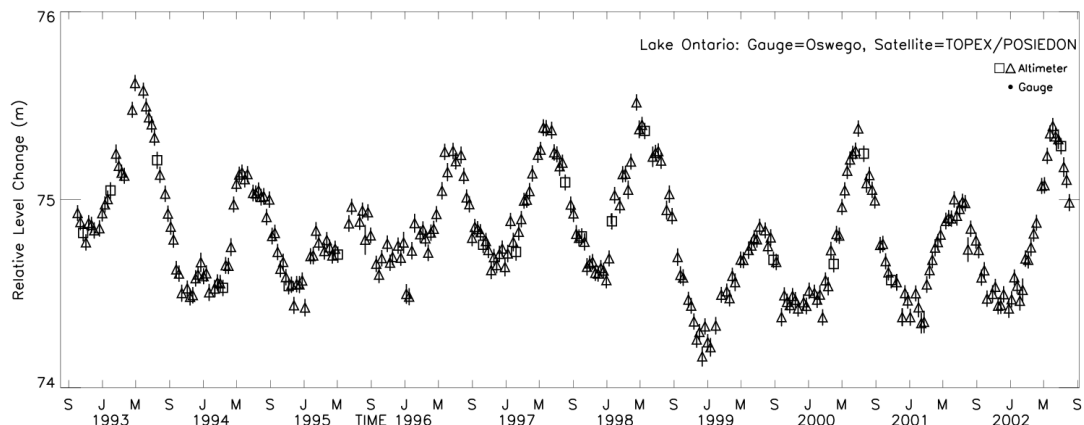 76
Lake Ontario: Gauge=Oswego, Satellite=TOPEX/POSIEDON
Altimeter
Gauge
75
Relative Level Change (m)
74
S J M S J M S J M S J M S J M S J M S J M S J M S J M S J M S
1993 1994 1995 TIME 1996 1997 1998 1999 2000 2001 2002